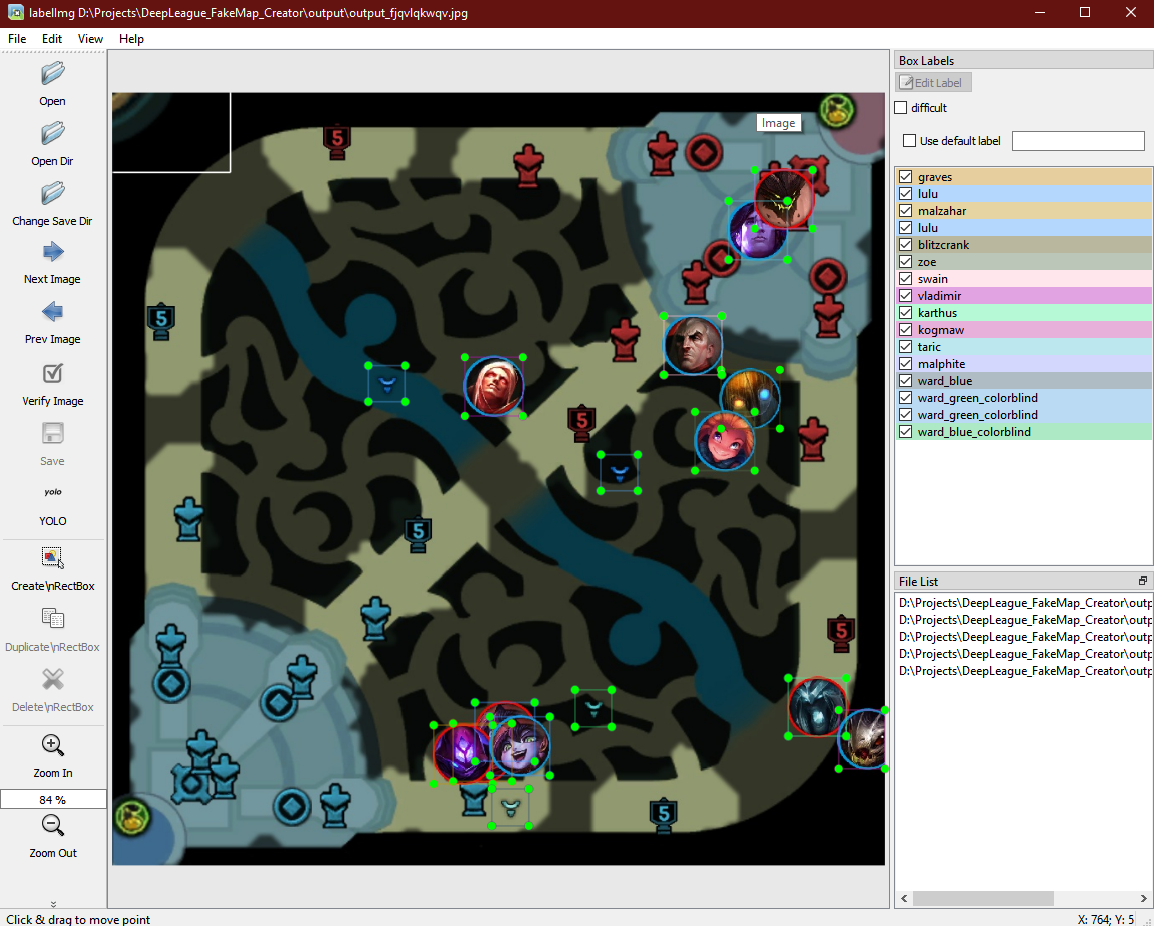 labelImg D:\Projects\DeepLeague_FakeMap_Creator\output\output_fjqvlqkwqv.jpg
File Edit View Help
Open
Open Dir
Change Save Dir
Next Image
Prev Image
Verify Image
Save
yolo
YOLO
Create\nRectBox
Duplicate\nRectBox
Delete\nRectBox
Zoom In
84 %
Zoom Out
5
Image
5
5
5
5
5
Box Labels
Edit Label
difficult
Use default label
graves
lulu
malzahar
lulu
blitzcrank
zoe
swain
vladimir
karthus
kogmaw
taric
malphite
ward_blue
ward_green_colorblind
ward_green_colorblind
ward_blue_colorblind
File List
D:\Projects\DeepLeague_FakeMap_Creator\outp
D:\Projects\DeepLeague_FakeMap_Creator\outp
D:\Projects\DeepLeague_FakeMap_Creator\outp
D:\Projects\DeepLeague_FakeMap_Creator\outp
D:\Projects\DeepLeague_FakeMap_Creator\outp
Click & drag to move point
X: 764; Y: 5